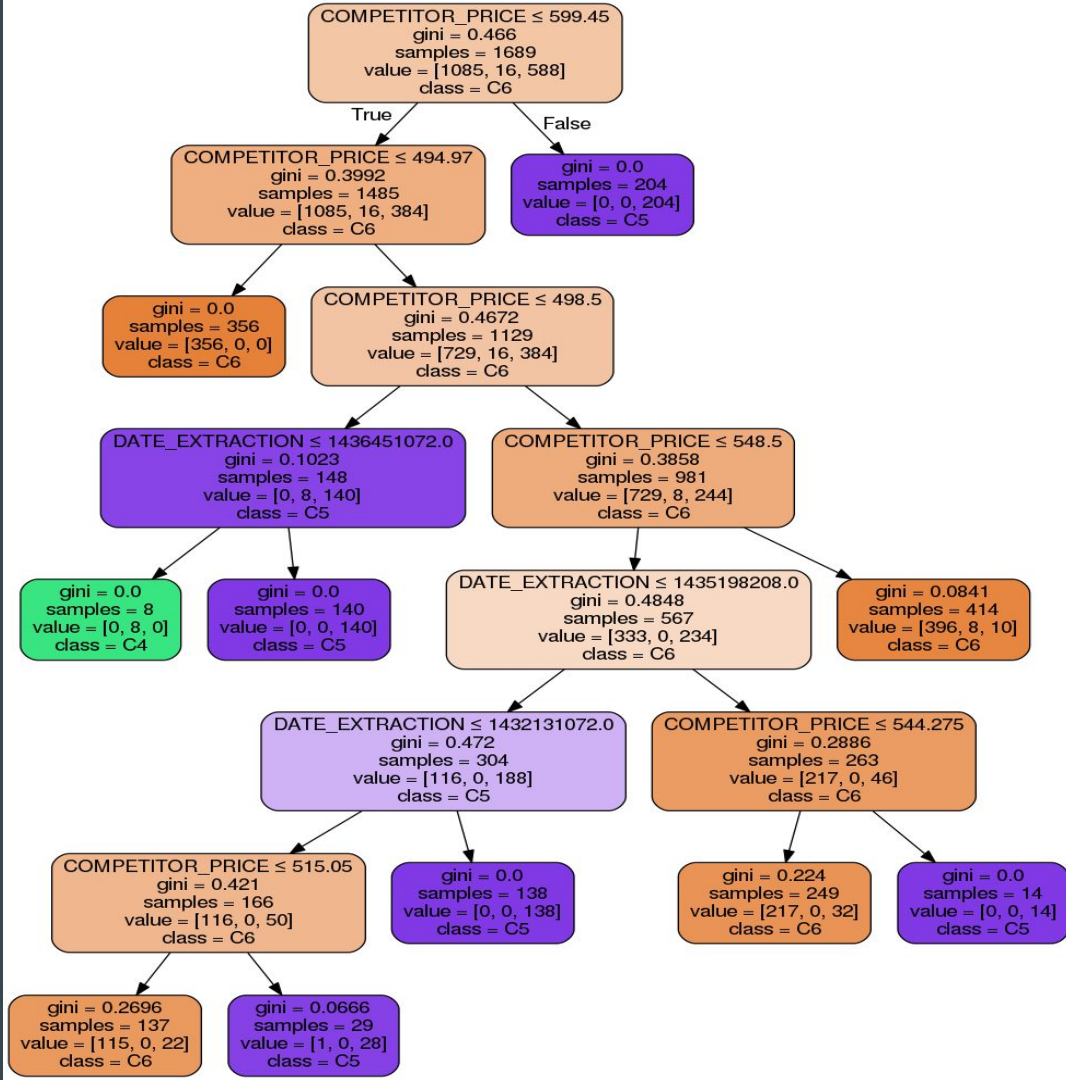 COMPETITOR_PRICE ≤ 599.45
gini = 0.466
samples = 1689
value = [1085, 16, 588]
class = C6
True
False
COMPETITOR_PRICE ≤ 494.97
gini = 0.3992
samples = 1485
value = [1085, 16, 384]
class = C6
gini = 0.0
samples = 204
value = [0, 0, 204]
class = C5
gini = 0.0
samples = 356
value = [356, 0, 0]
class = C6
COMPETITOR_PRICE ≤ 498.5
gini = 0.4672
samples = 1129
value = [729, 16, 384]
class = C6
DATE_EXTRACTION ≤ 1436451072.0
gini = 0.1023
samples = 148
value = [0, 8, 140]
class = C5
COMPETITOR_PRICE ≤ 548.5
gini = 0.3858
samples = 981
value = [729, 8, 244]
class = C6
gini = 0.0
samples = 8
value = [0, 8, 0]
class = C4
gini = 0.0
samples = 140
value = [0, 0, 140]
class = C5
DATE_EXTRACTION ≤ 1435198208.0
gini = 0.4848
samples = 567
value = [333, 0, 234]
class = C6
gini = 0.0841
samples = 414
value = [396, 8, 10]
class = C6
DATE_EXTRACTION ≤ 1432131072.0
gini = 0.472
samples = 304
value = [116, 0, 188]
class = C5
COMPETITOR_PRICE ≤ 544.275
gini = 0.2886
samples = 263
value = [217, 0, 46]
class = C6
COMPETITOR_PRICE ≤ 515.05
gini = 0.421
samples = 166
value = [116, 0, 50]
class = C6
gini = 0.0
samples = 138
value = [0, 0, 138]
class = C5
gini = 0.224
samples = 249
value = [217, 0, 32]
class = C6
gini = 0.0
samples = 14
value = [0, 0, 14]
class = C5
gini = 0.2696
samples = 137
value = [115, 0, 22]
class = C6
gini = 0.0666
samples = 29
value = [1, 0, 28]
class = C5